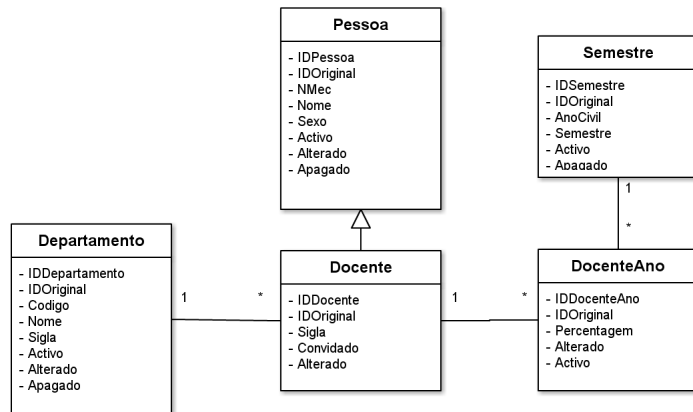 Pessoa
- IDPessoa
- IDOriginal
- NMec
- Nome
- Sexo
- Activo
- Alterado
- Apagado
Semestre
- IDSemestre
- IDOriginal
- AnoCivil
- Semestre
- Activo
- Apagado
1
*
Departamento
- IDDepartamento
- IDOriginal
- Codigo
- Nome
- Sigla
- Activo
- Alterado
- Apagado
1
*
Docente
- IDDocente
- IDOriginal
- Sigla
- Convidado
- Alterado
1
*
DocenteAno
- IDDocenteAno
- IDOriginal
- Percentagem
- Alterado
- Activo